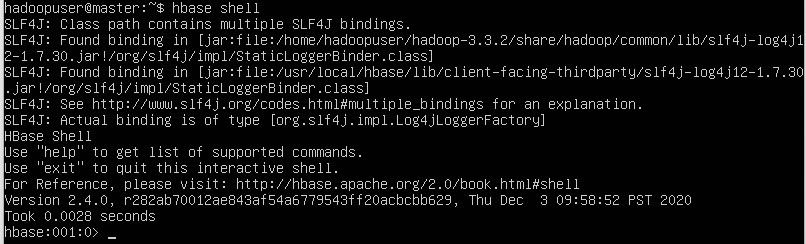 hadoopuser@master:~$ hbase shell
SLF4J: Class path contains multiple SLF4J bindings.
SLF4J: Found binding in [jar:file:/home/hadoopuser/hadoop-3.3.2/share/hadoop/common/lib/slf4j-log4j1
2-1.7.30.jar!/org/slf4j/impl/StaticLoggerBinder.class]
SLF4J: Found binding in [jar:file:/usr/local/hbase/lib/client-facing-thirdparty/slf4j-log4j12-1.7.30
.jar!/org/slf4j/impl/StaticLoggerBinder.class]
SLF4J: See http://www.slf4j.org/codes.html#multiple_bindings for an explanation.
SLF4J: Actual binding is of type [org.slf4j.impl.Log4jLoggerFactory]
HBase Shell
Use "help" to get list of supported commands.
Use "exit" to quit this interactive shell.
For Reference, please visit: http://hbase.apache.org/2.0/book.html#shell
Version 2.4.0, r282ab70012ae843af54a6779543ff20acbcbb629, Thu Dec  3 09:58:52 PST 2020
Took 0.0028 seconds
hbase:001:0> _